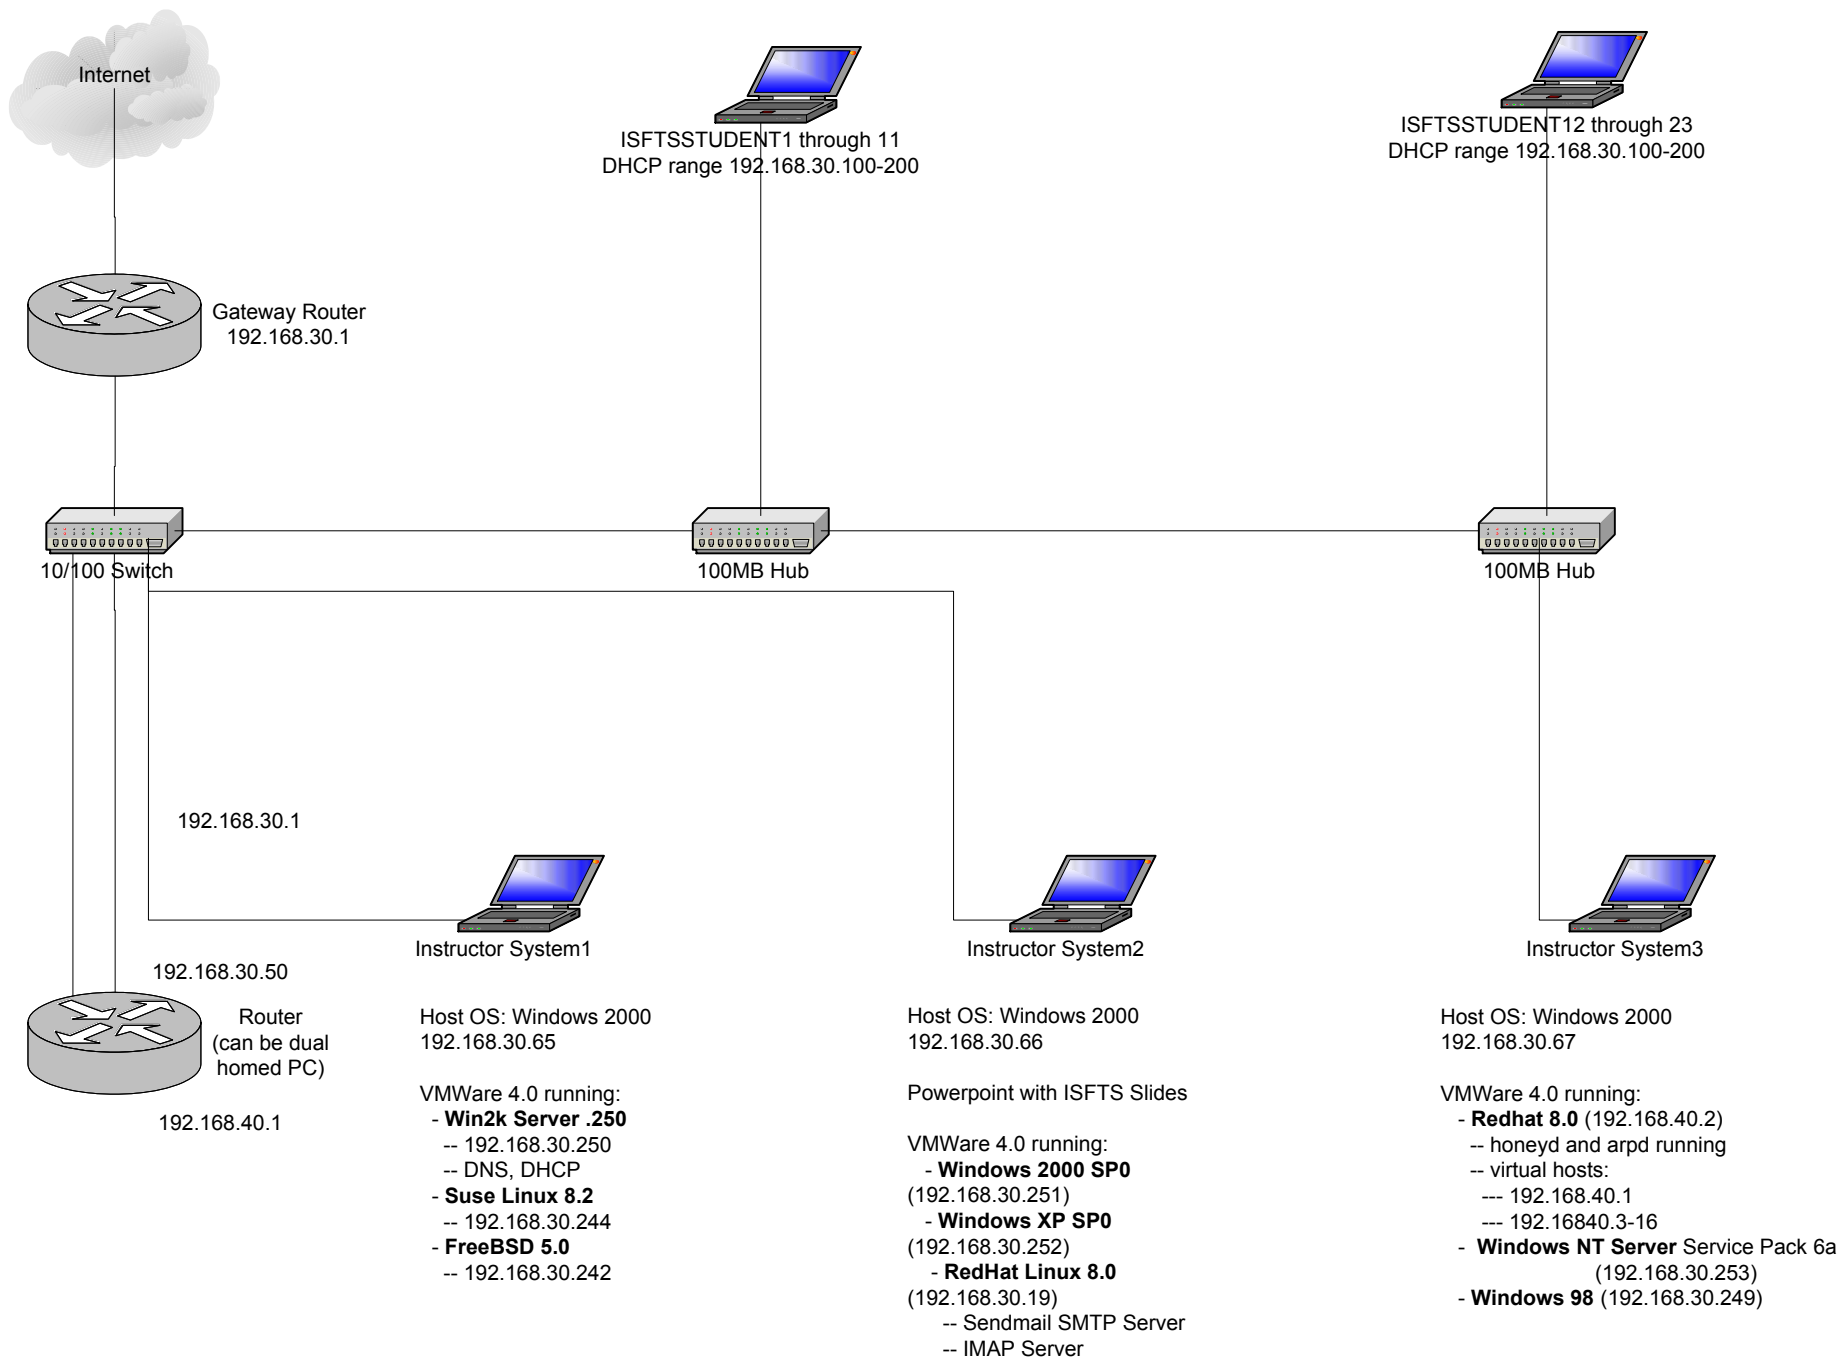 Internet
ISFTSSTUDENT1 through 11
DHCP range 192.168.30.100-200
ISFTSSTUDENT12 through 23
DHCP range 192.168.30.100-200
Gateway Router
192.168.30.1
10/100 Switch
100MB Hub
100MB Hub
192.168.30.1
192.168.30.50
Router
(can be dual
homed PC)
192.168.40.1
Instructor System1
Host OS: Windows 2000
192.168.30.65
VMWare 4.0 running:
- Win2k Server .250
-- 192.168.30.250
-- DNS, DHCP
- Suse Linux 8.2
-- 192.168.30.244
- FreeBSD 5.0
-- 192.168.30.242
Instructor System2
Host OS: Windows 2000
192.168.30.66
Powerpoint with ISFTS Slides
VMWare 4.0 running:
- Windows 2000 SP0
(192.168.30.251)
- Windows XP SP0
(192.168.30.252)
- RedHat Linux 8.0
(192.168.30.19)
-- Sendmail SMTP Server
-- IMAP Server
Instructor System3
Host OS: Windows 2000
192.168.30.67
VMWare 4.0 running:
- Redhat 8.0 (192.168.40.2)
-- honeyd and arpd running
-- virtual hosts:
--- 192.168.40.1
--- 192.16840.3-16
- Windows NT Server Service Pack 6a
(192.168.30.253)
- Windows 98 (192.168.30.249)